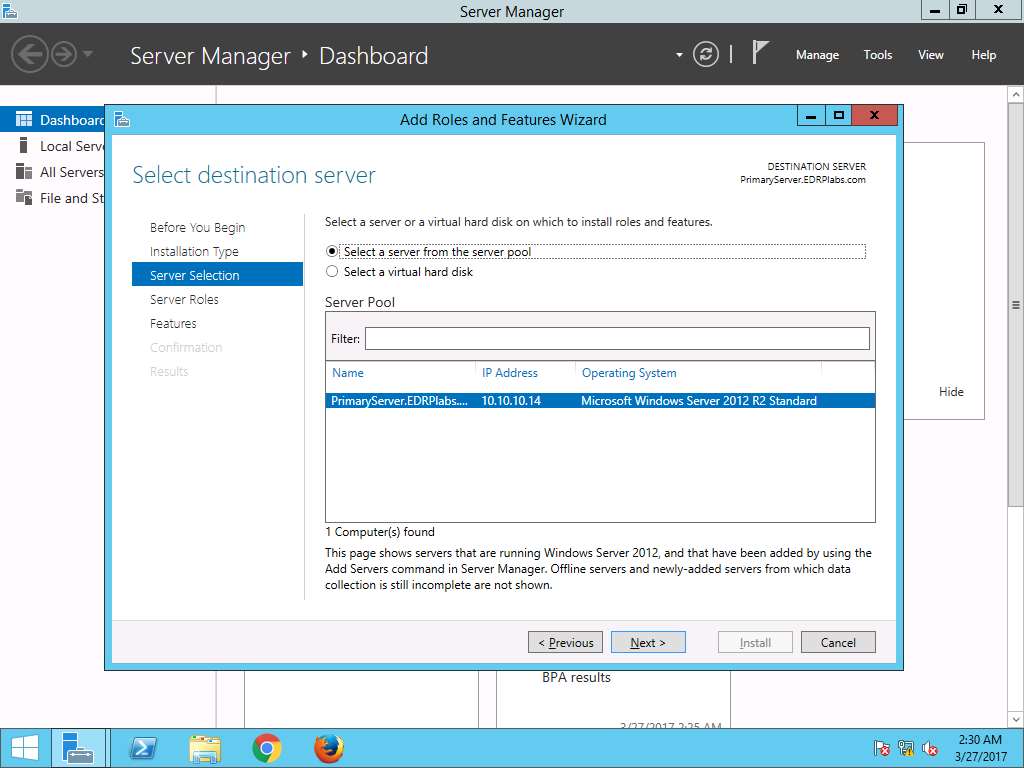 Server Manager
Server Manager ‣ Dashboard
Manage Tools View Help
Dashboard
Local Serve
All Servers
File and St
Add Roles and Features Wizard
Select destination server
DESTINATION SERVER
PrimaryServer.EDRPlabs.com
Before You Begin
Installation Type
Server Selection
Server Roles
Features
Confirmation
Results
Select a server or a virtual hard disk on which to install roles and features.
Select a server from the server pool
Select a virtual hard disk
Server Pool
Filter:
Name IP Address Operating System
PrimaryServer.EDRPlabs.... 10.10.10.14 Microsoft Windows Server 2012 R2 Standard
1 Computer(s) found
This page shows servers that are running Windows Server 2012, and that have been added by using the
Add Servers command in Server Manager. Offline servers and newly-added servers from which data
collection is still incomplete are not shown.
< Previous Next > Install Cancel
Hide
BPA results
3/27/2017 2:25 AM
2:30 AM
3/27/2017